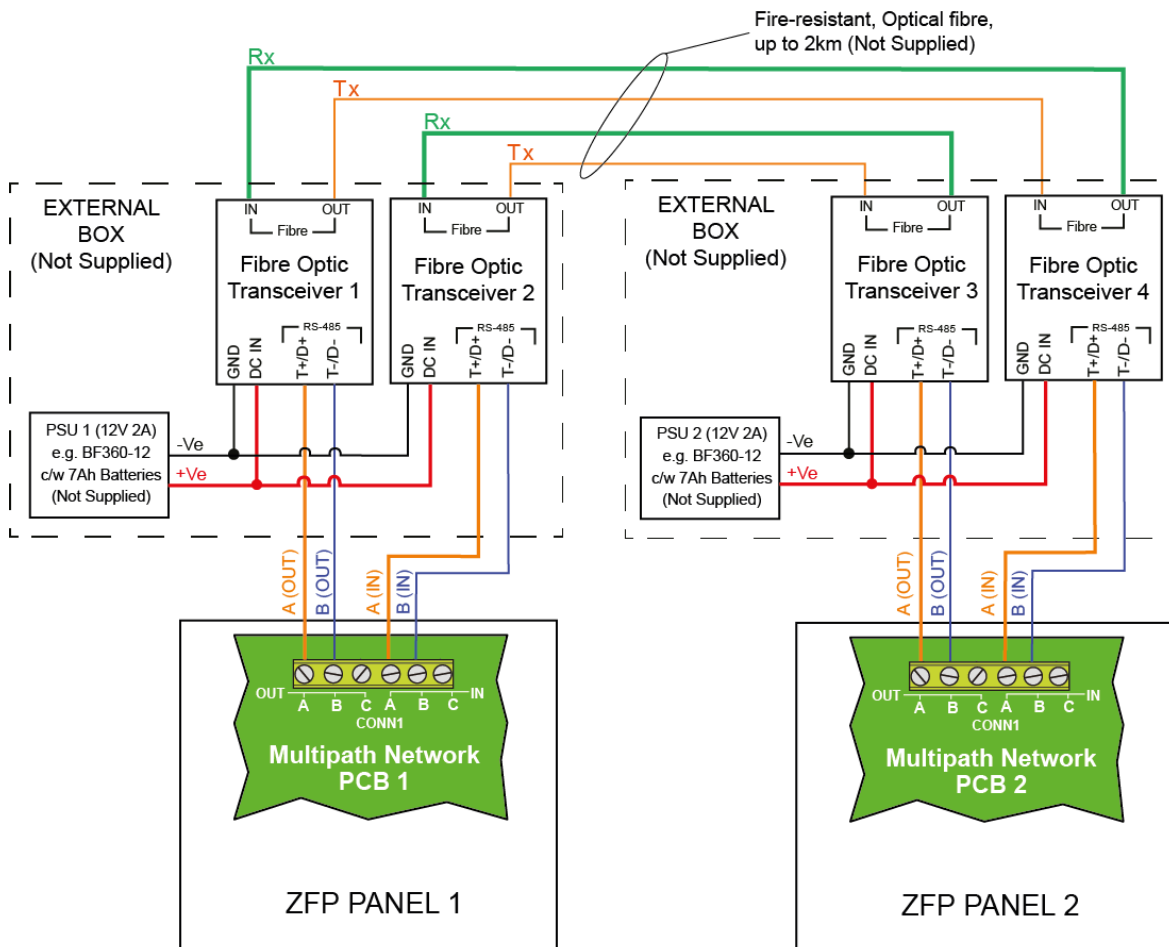 Fire-resistant, Optical fibre,
up to 2km (Not Supplied)
Rx
Tx
Rx
Tx
EXTERNAL
BOX
(Not Supplied)
IN OUT
Fibre
Fibre Optic
Transceiver 1
RS-485
GND
DC IN
T+/D+
T-/D-
IN OUT
Fibre
Fibre Optic
Transceiver 2
RS-485
GND
DC IN
T+/D+
T-/D-
PSU 1 (12V 2A)
e.g. BF360-12
c/w 7Ah Batteries
(Not Supplied)
-Ve
+Ve
EXTERNAL
BOX
(Not Supplied)
IN OUT
Fibre
Fibre Optic
Transceiver 3
RS-485
GND
DC IN
T+/D+
T-/D-
IN OUT
Fibre
Fibre Optic
Transceiver 4
RS-485
GND
DC IN
T+/D+
T-/D-
PSU 2 (12V 2A)
e.g. BF360-12
c/w 7Ah Batteries
(Not Supplied)
-Ve
+Ve
A (OUT)
B (OUT)
A (IN)
B (IN)
OUT IN
A B C A B C
CONN1
Multipath Network
PCB 1
ZFP PANEL 1
A (OUT)
B (OUT)
A (IN)
B (IN)
OUT IN
A B C A B C
CONN1
Multipath Network
PCB 2
ZFP PANEL 2